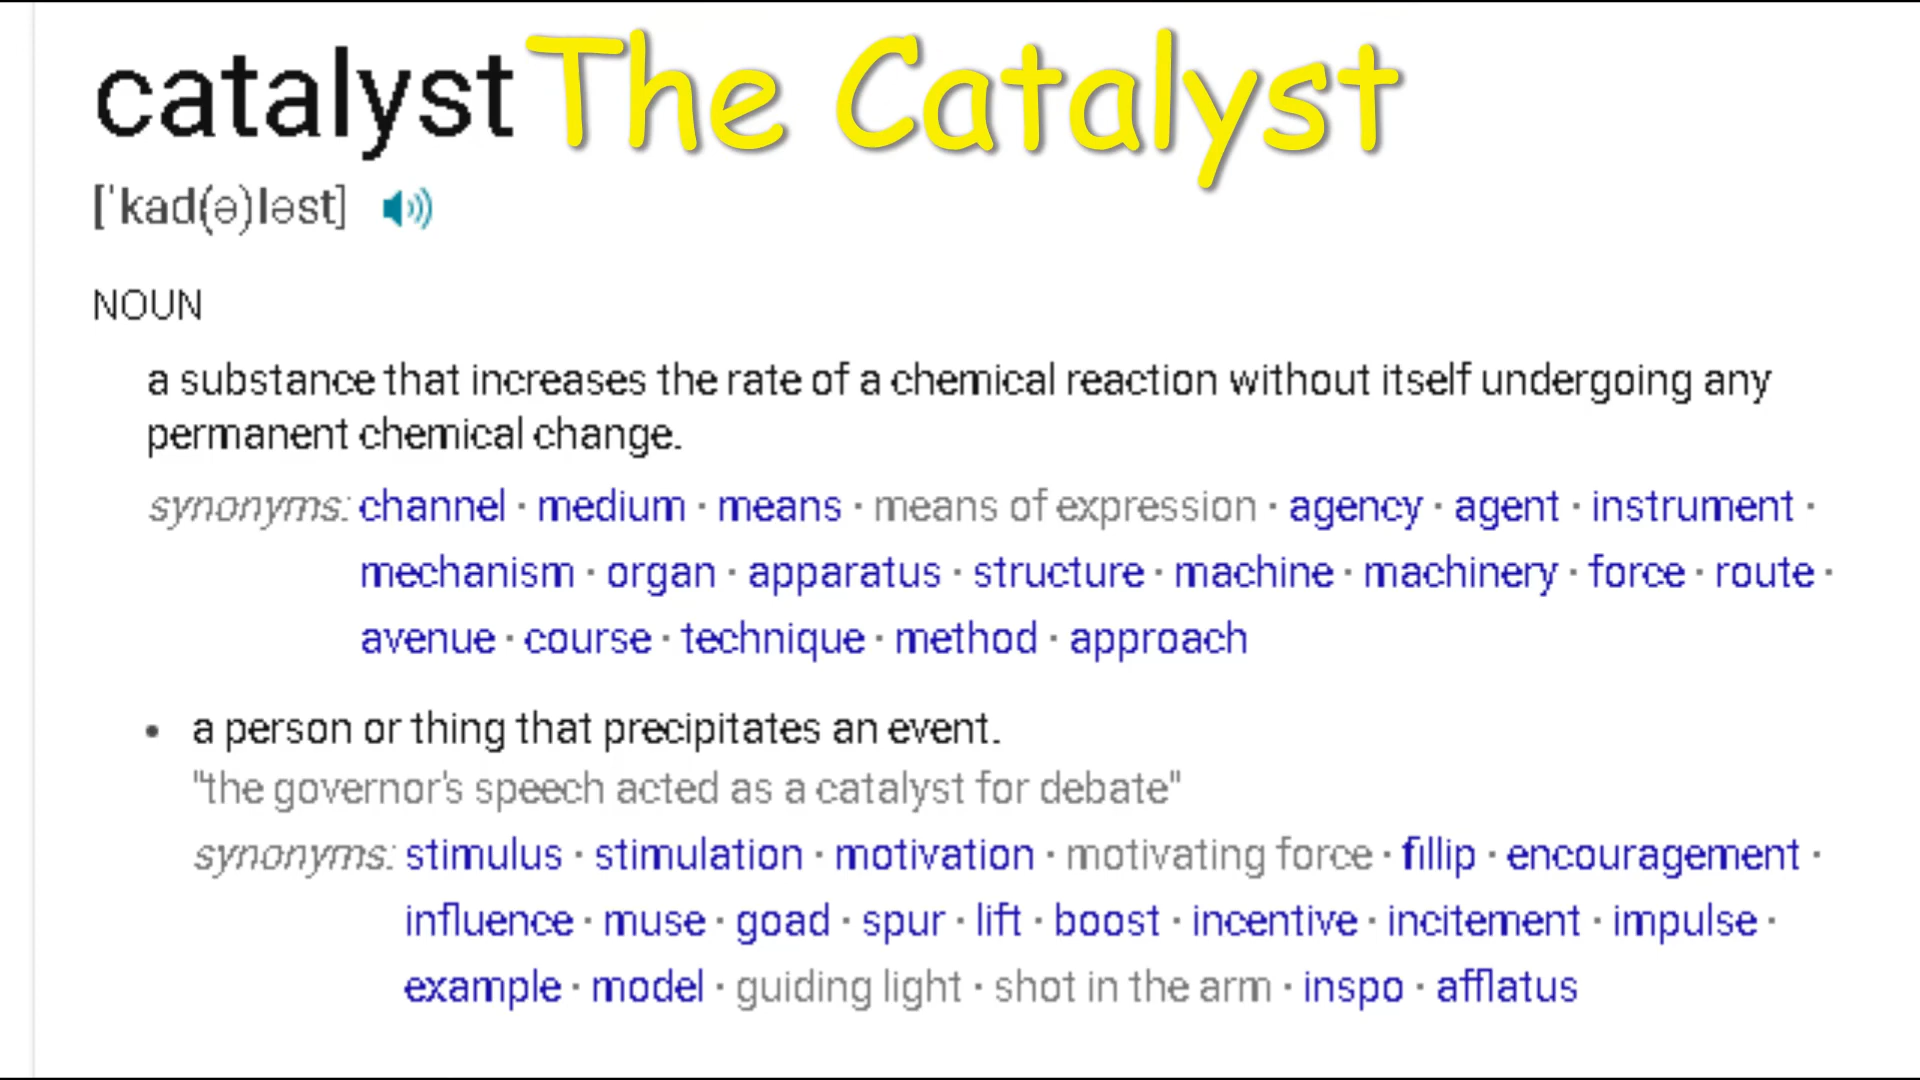 catalyst The Catalyst
[ˈkad(ə)ləst]
NOUN
a substance that increases the rate of a chemical reaction without itself undergoing any
permanent chemical change.
synonyms: channel · medium · means · means of expression · agency · agent · instrument ·
mechanism · organ · apparatus · structure · machine · machinery · force · route ·
avenue · course · technique · method · approach
• a person or thing that precipitates an event.
"the governor's speech acted as a catalyst for debate"
synonyms: stimulus · stimulation · motivation · motivating force · fillip · encouragement ·
influence · muse · goad · spur · lift · boost · incentive · incitement · impulse ·
example · model · guiding light · shot in the arm · inspo · afflatus